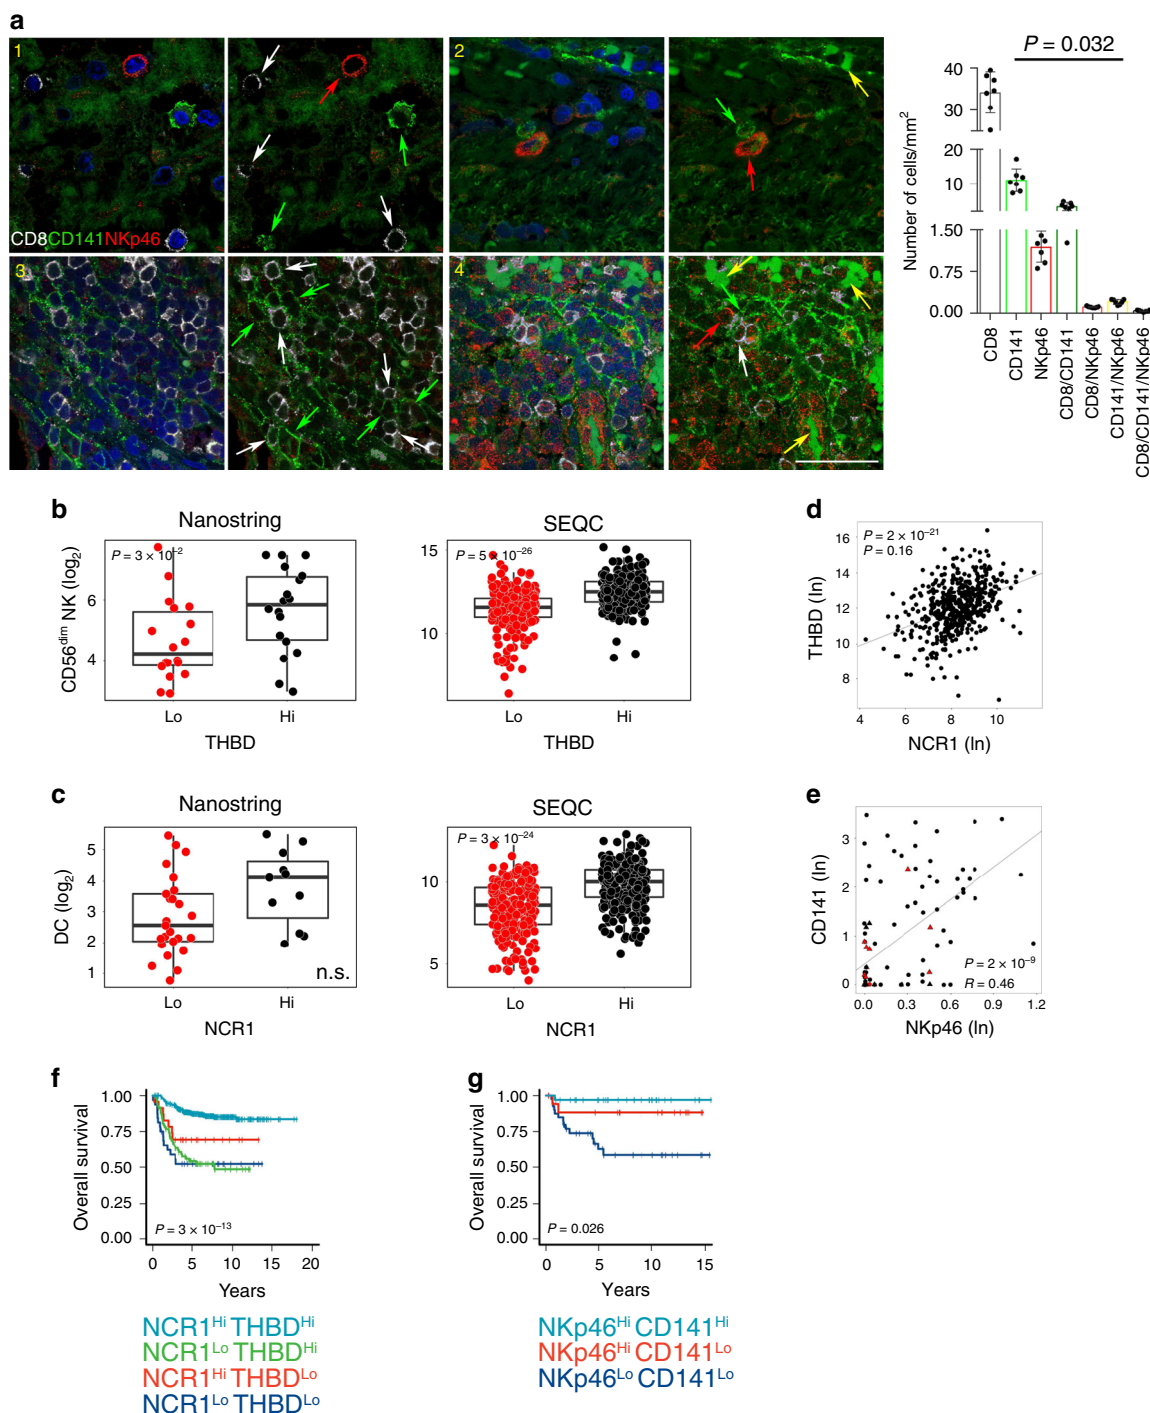 a
1
2
3
4
CD8CD141NKp46
P = 0.032
Number of cells/mm²
40
30
20
10
1.50
0.75
0.00
CD8
CD141
NKp46
CD8/CD141
CD8/NKp46
CD141/NKp46
CD8/CD141/NKp46
b
Nanostring
P = 3 × 10⁻²
CD56ᵈⁱᵐ NK (log₂)
6
4
Lo
Hi
THBD
SEQC
P = 5 × 10⁻²⁶
15
10
Lo
Hi
THBD
d
P = 2 × 10⁻²¹
P = 0.16
THBD (ln)
16
14
12
10
8
4
6
8
10
NCR1 (ln)
c
Nanostring
DC (log₂)
5
4
3
2
1
n.s.
Lo
Hi
NCR1
SEQC
P = 3 × 10⁻²⁴
10
5
Lo
Hi
NCR1
e
CD141 (ln)
3
2
1
0
P = 2 × 10⁻⁹
R = 0.46
0.0
0.3
0.6
0.9
1.2
NKp46 (ln)
f
Overall survival
1.00
0.75
0.50
0.25
0.00
P = 3 × 10⁻¹³
0
5
10
15
20
Years
NCR1ᴴⁱ THBDᴴⁱ
NCR1ᴸᵒ THBDᴴⁱ
NCR1ᴴⁱ THBDᴸᵒ
NCR1ᴸᵒ THBDᴸᵒ
g
Overall survival
1.00
0.75
0.50
0.25
0.00
P = 0.026
0
5
10
15
Years
NKp46ᴴⁱ CD141ᴴⁱ
NKp46ᴴⁱ CD141ᴸᵒ
NKp46ᴸᵒ CD141ᴸᵒ